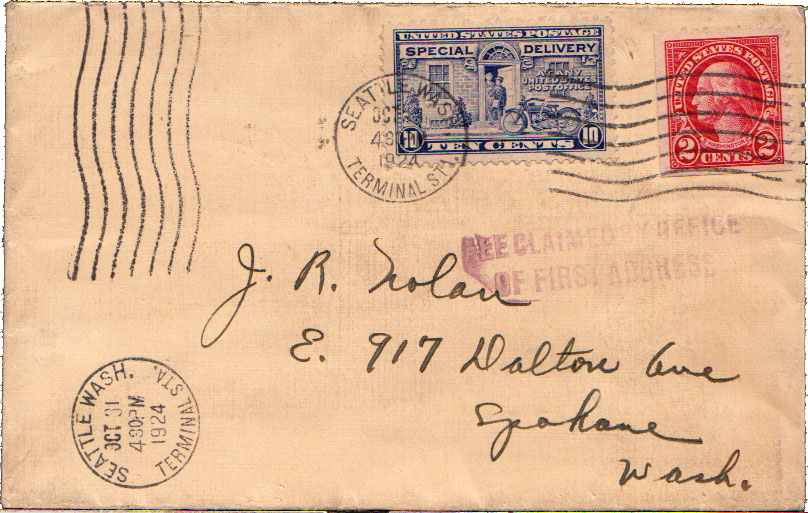 UNITED STATES POSTAGE
SPECIAL DELIVERY
AT ANY
UNITED STATES
POST OFFICE
10 10
TEN CENTS
UNITED STATES POSTAGE
2 CENTS 2
SEATTLE, WASH.
OCT
430
1924
TERMINAL STA.
FEE CLAIMED BY OFFICE
OF FIRST ADDRESS
J. R. Nolan
E. 917 Dalton Ave
Spokane
Wash.
SEATTLE WASH.
OCT 31
430PM
1924
TERMINAL STA.